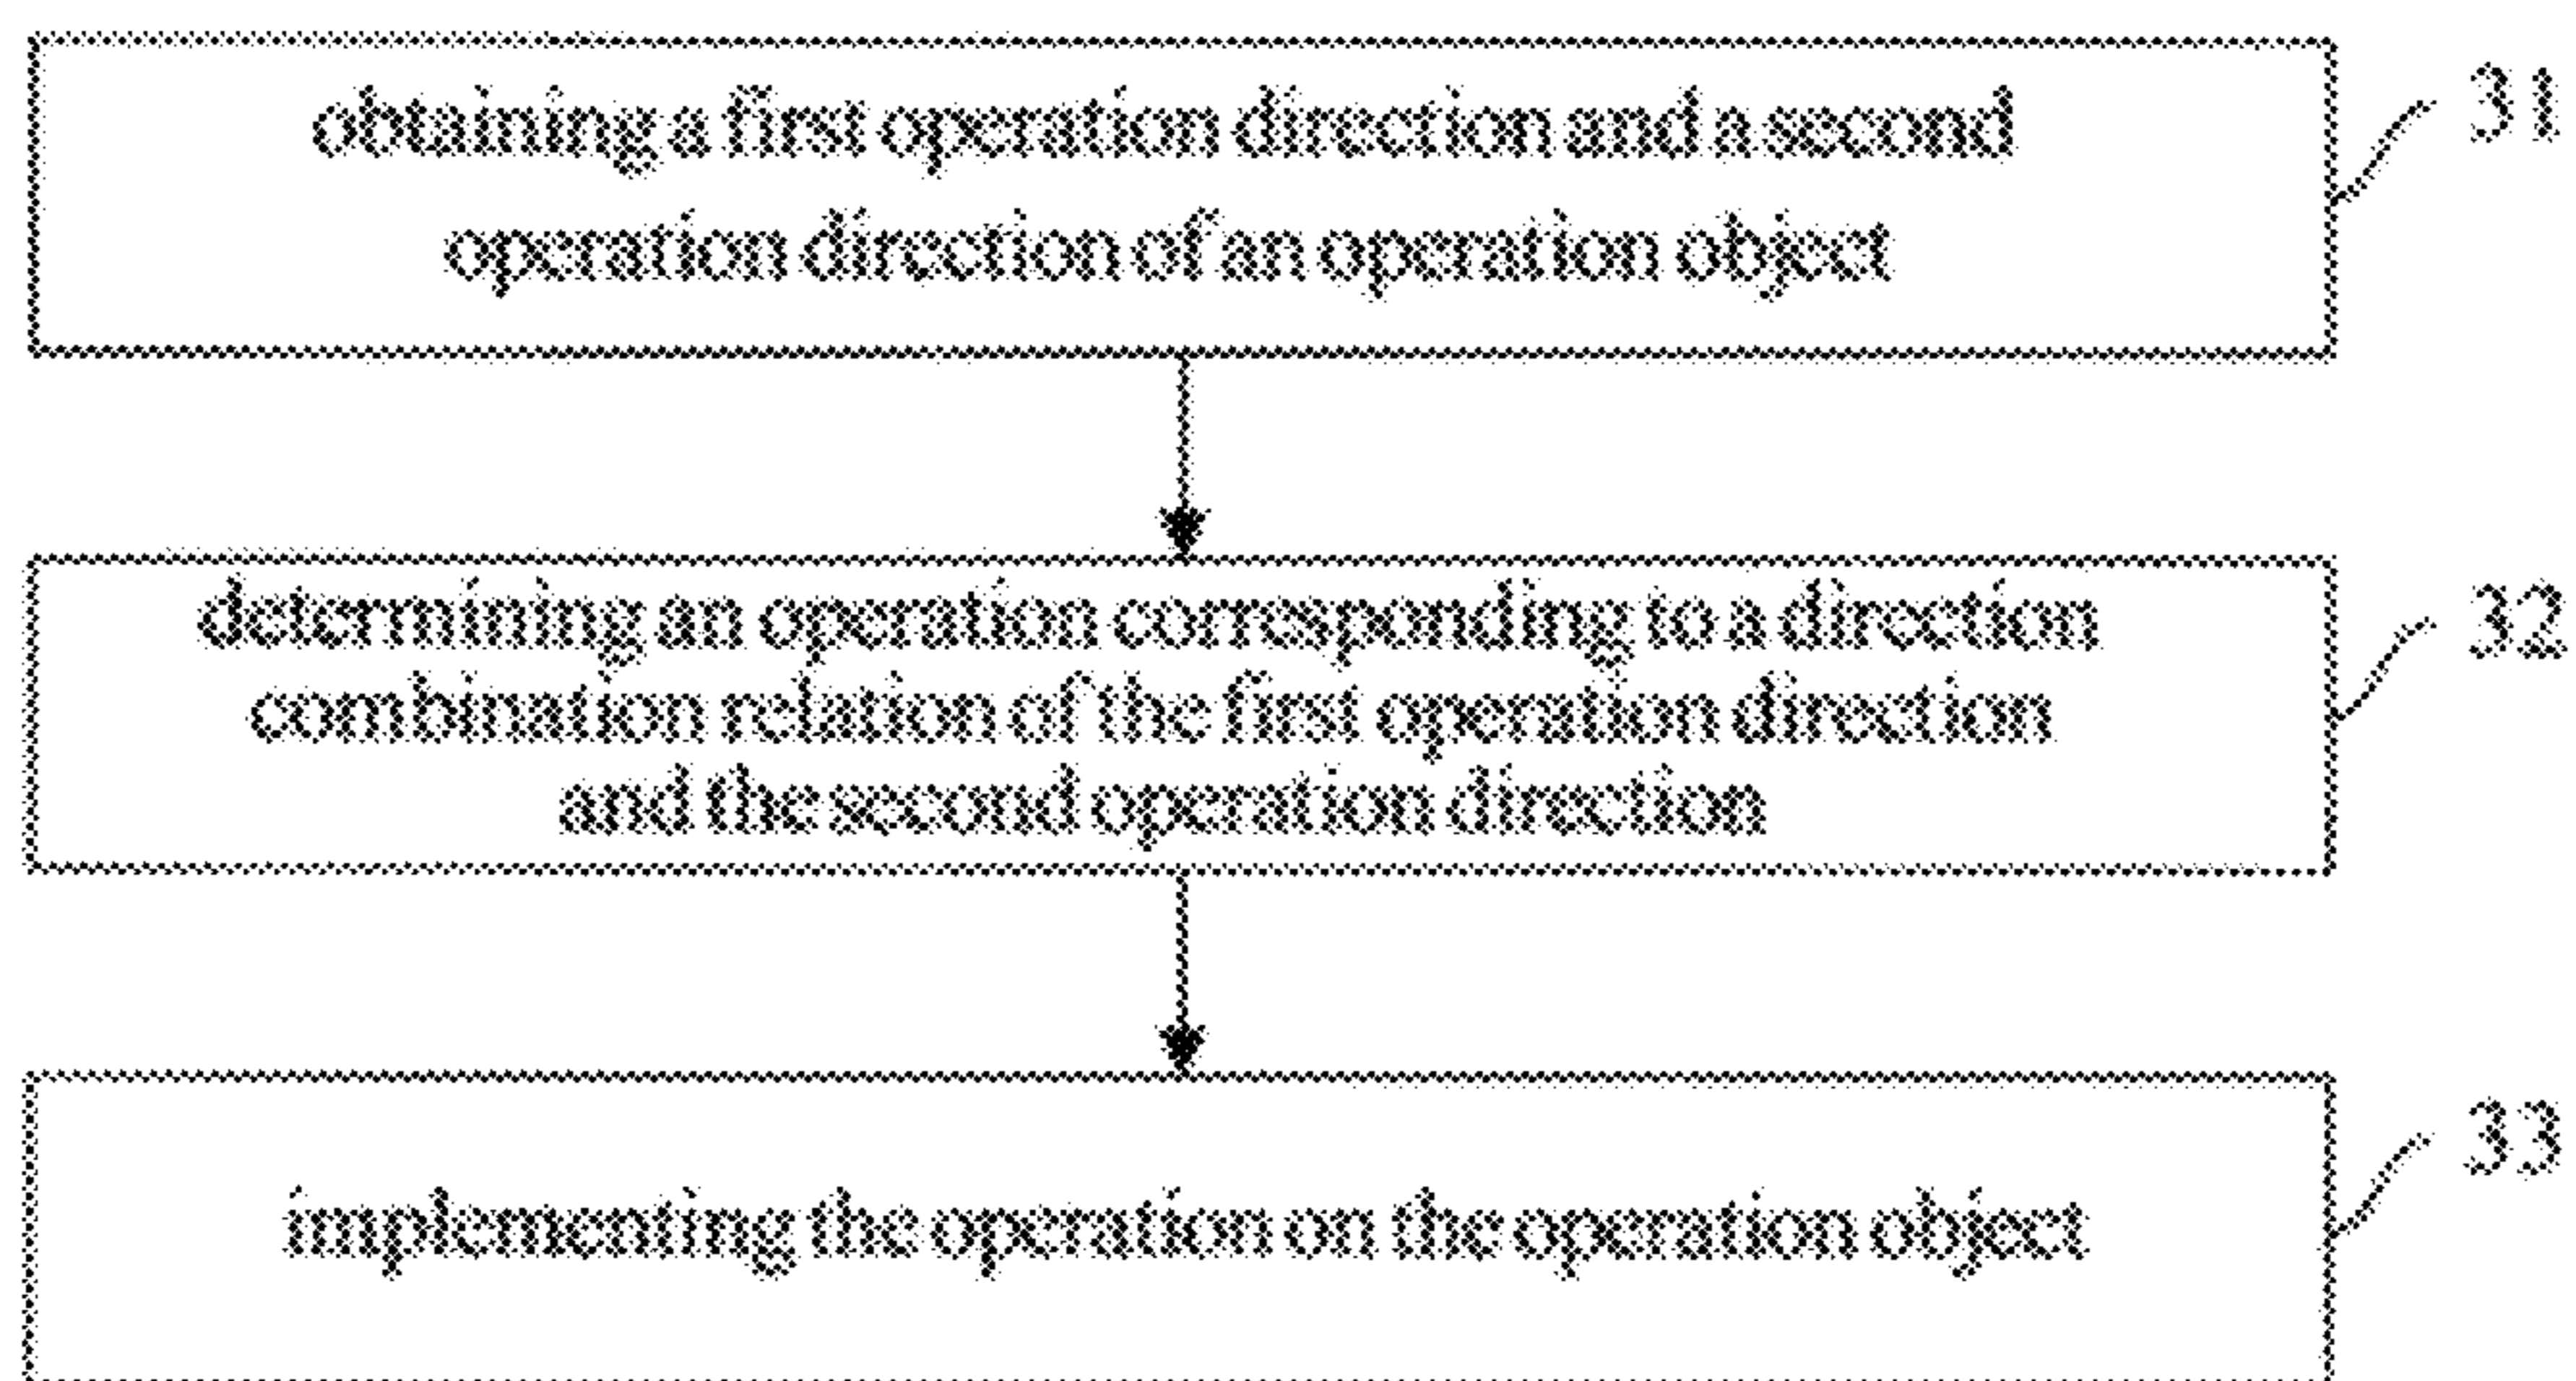 obtaining a first operation direction and a second
operation direction of an operation object
31
determining an operation corresponding to a direction
combination relation of the first operation direction
and the second operation direction
32
implementing the operation on the operation object
33